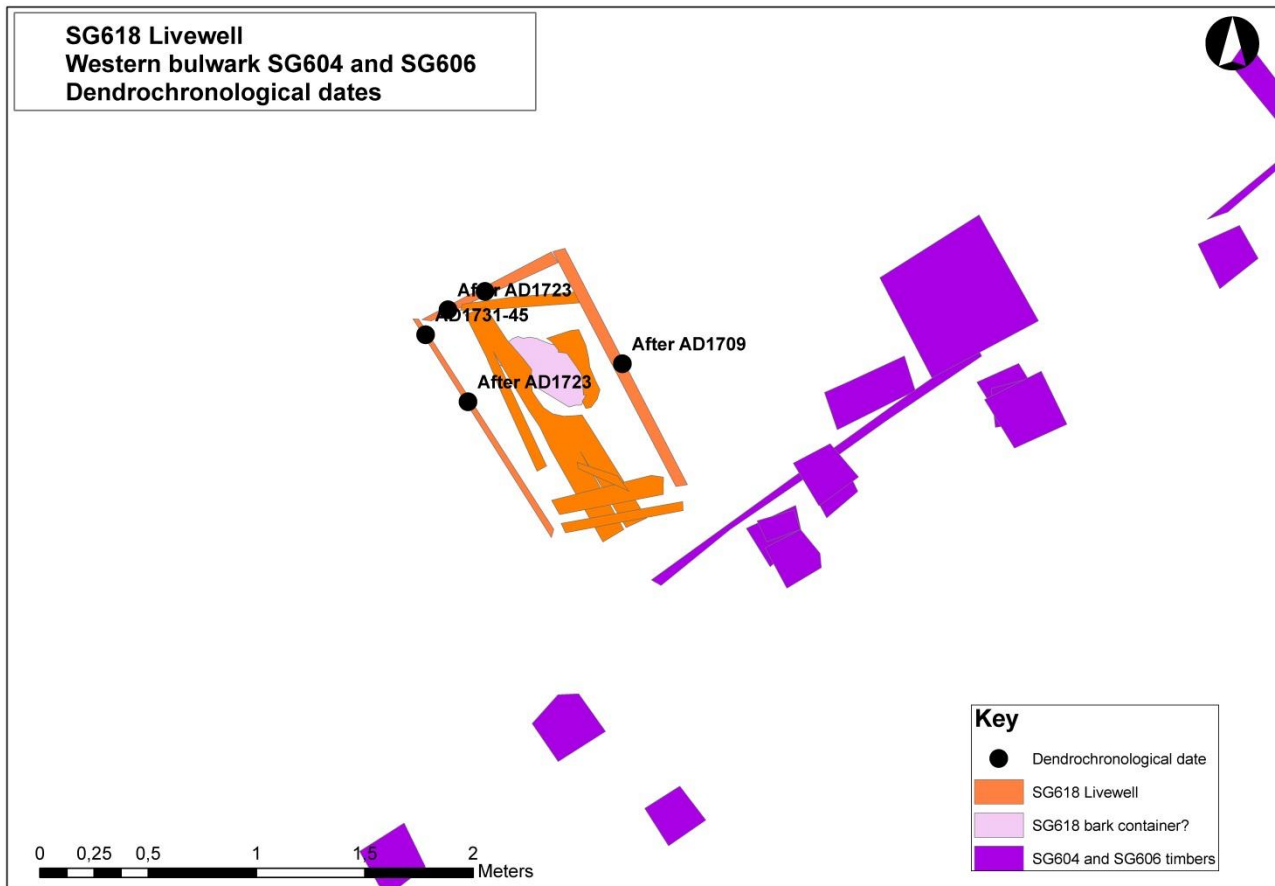 SG618 Livewell
Western bulwark SG604 and SG606
Dendrochronological dates
After AD1723
AD1731-45
After AD1709
After AD1723
Key
Dendrochronological date
SG618 Livewell
SG618 bark container?
SG604 and SG606 timbers
0 0,25 0,5 1 1,5 2
Meters